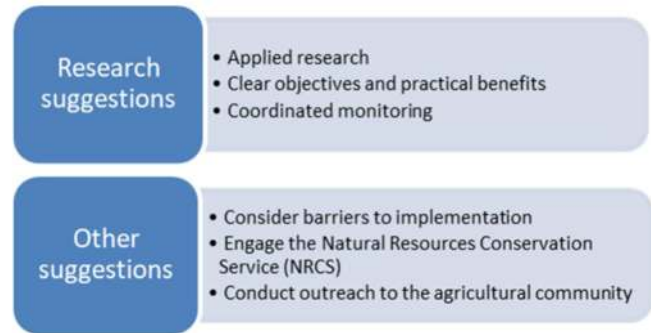 Research
suggestions
• Applied research
• Clear objectives and practical benefits
• Coordinated monitoring
Other
suggestions
• Consider barriers to implementation
• Engage the Natural Resources Conservation
Service (NRCS)
• Conduct outreach to the agricultural community